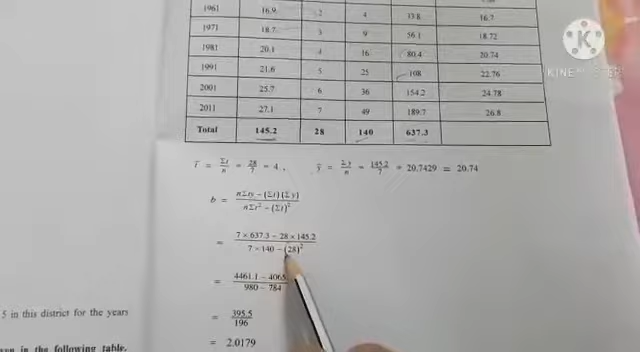 1961 16.9 2 4 33.8 16.7
1971 18.7 3 9 56.1 18.72
1981 20.1 4 16 80.4 20.74
1991 21.6 5 25 108 22.76
2001 25.7 6 36 154.2 24.78
2011 27.1 7 49 189.7 26.8
Total 145.2 28 140 637.3
KINEMASTER
t̄ = Σt/n = 28/7 = 4, ȳ = Σy/n = 145.2/7 = 20.7429 = 20.74
b = nΣty − (Σt)(Σy) / nΣt² − (Σt)²
= 7 × 637.3 − 28 × 145.2 / 7 × 140 − (28)²
= 4461.1 − 4065 / 980 − 784
= 395.5 / 196
= 2.0179
5 in this district for the years
in the following table.